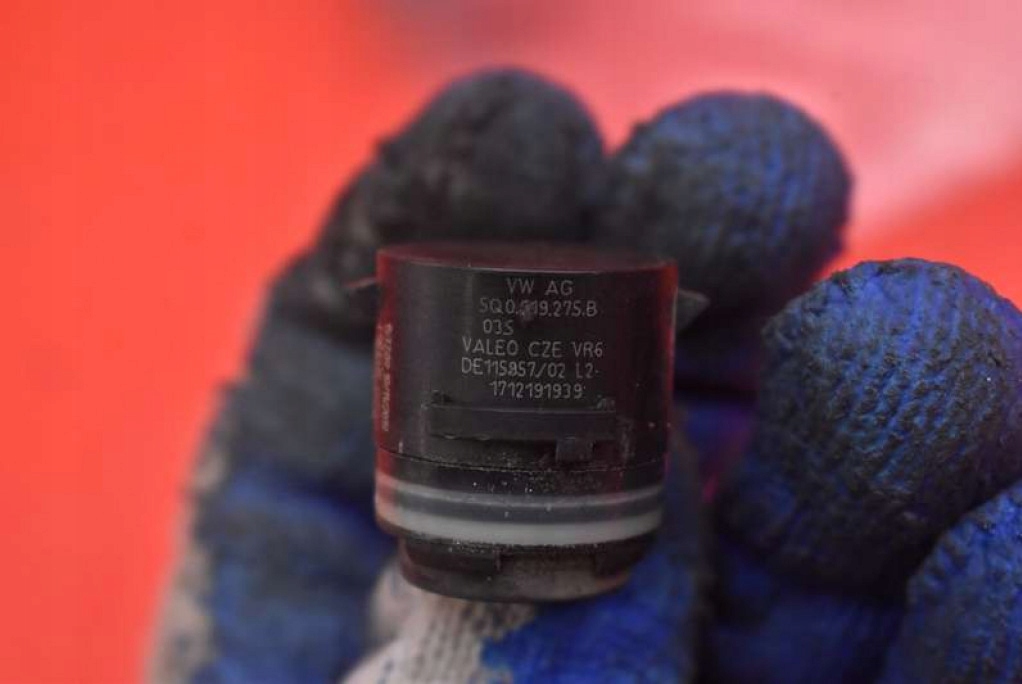 VW AG
5Q0.919.275.B
03S
VALEO CZE VR6
DE115857/02 L2-
1712191939